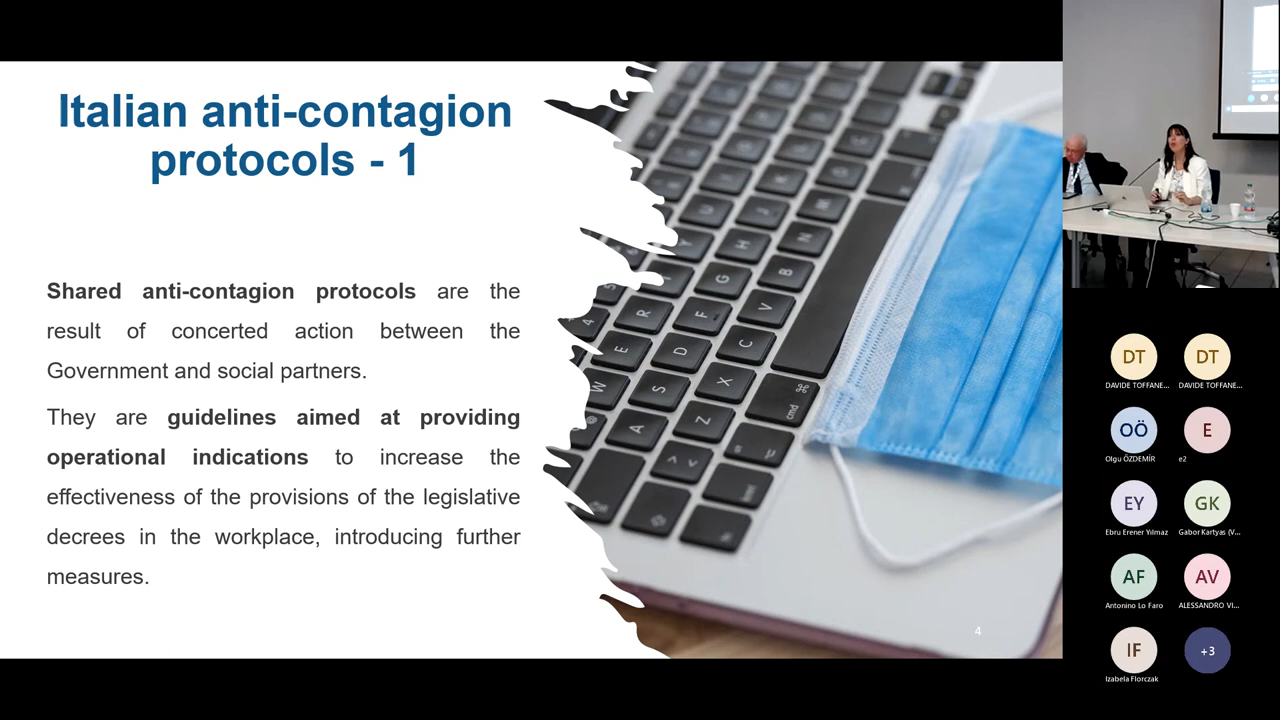 Italian anti-contagion
protocols - 1
Shared anti-contagion protocols are the
result of concerted action between the
Government and social partners.
They are guidelines aimed at providing
operational indications to increase the
effectiveness of the provisions of the legislative
decrees in the workplace, introducing further
measures.
4
DT
DT
DAVIDE TOFFANE...
DAVIDE TOFFANE...
OÖ
E
Olgu ÖZDEMİR
e2
EY
GK
Ebru Erener Yılmaz
Gabor Kartyas (V...
AF
AV
Antonino Lo Faro
ALESSANDRO VI...
IF
+3
Izabela Florczak